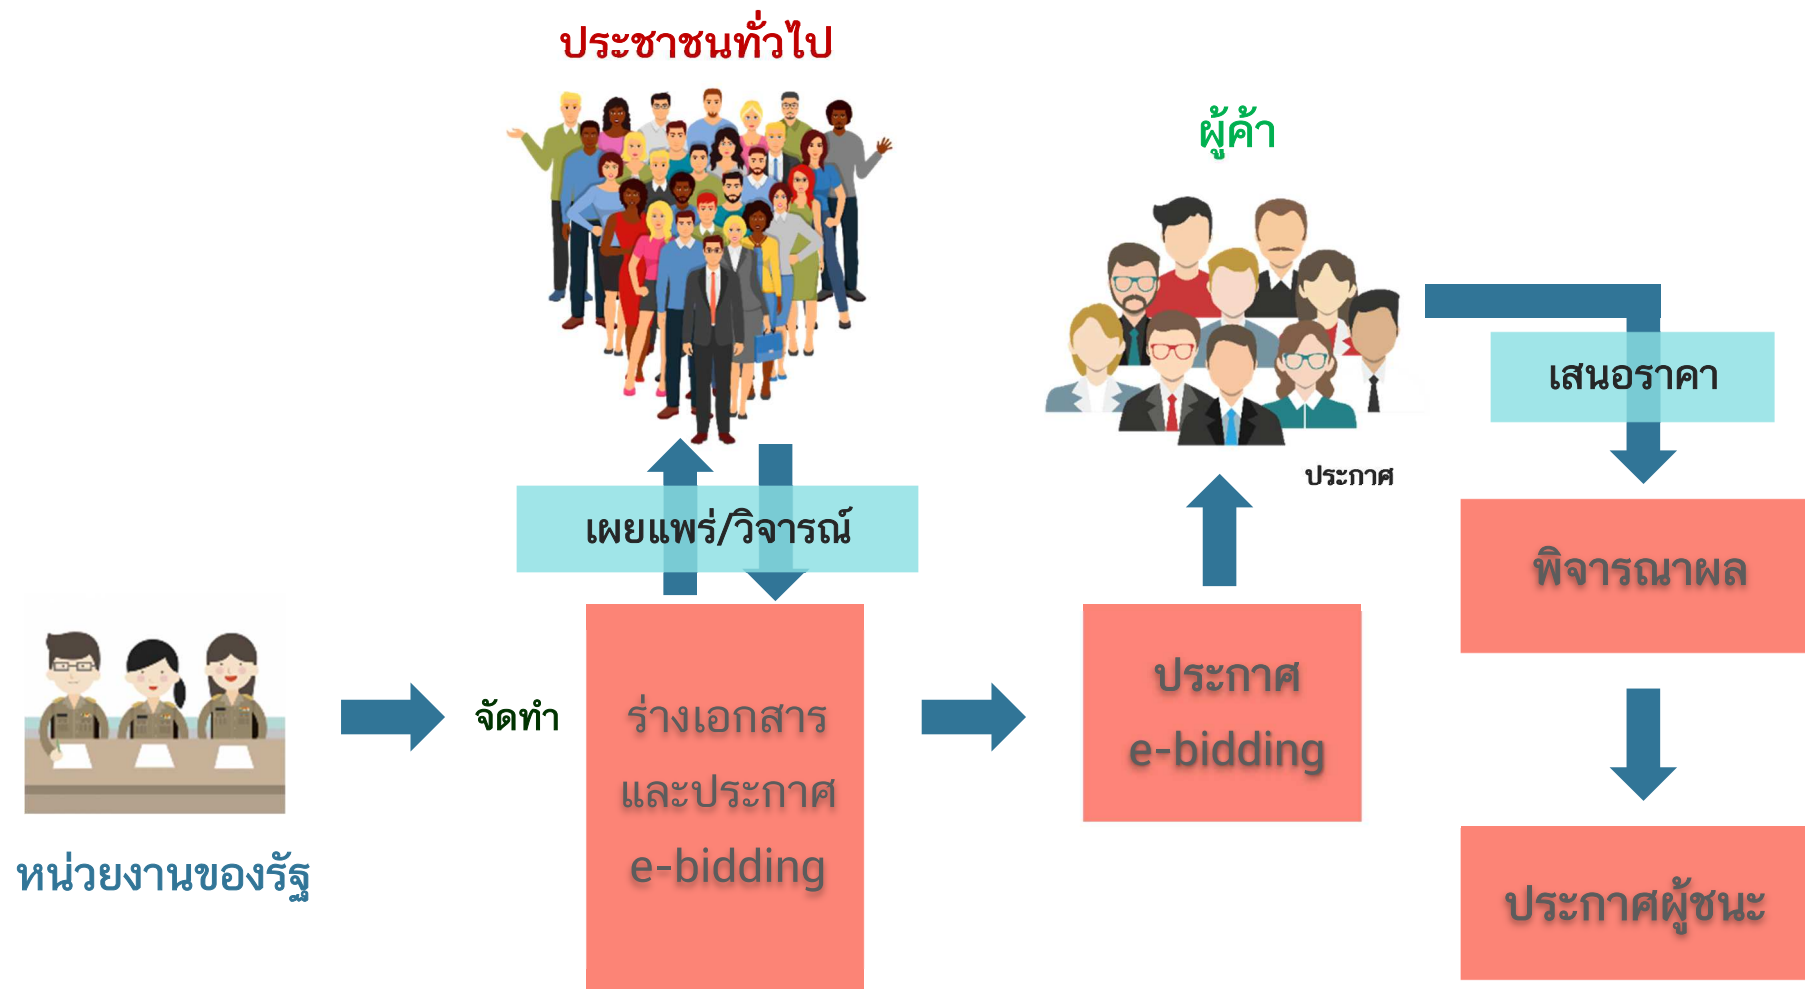 ประชาชนทั่วไป
ผู้ค้า
เสนอราคา
ประกาศ
เผยแพร่/วิจารณ์
พิจารณาผล
จัดทำ
ร่างเอกสาร
และประกาศ
e-bidding
ประกาศ
e-bidding
หน่วยงานของรัฐ
ประกาศผู้ชนะ